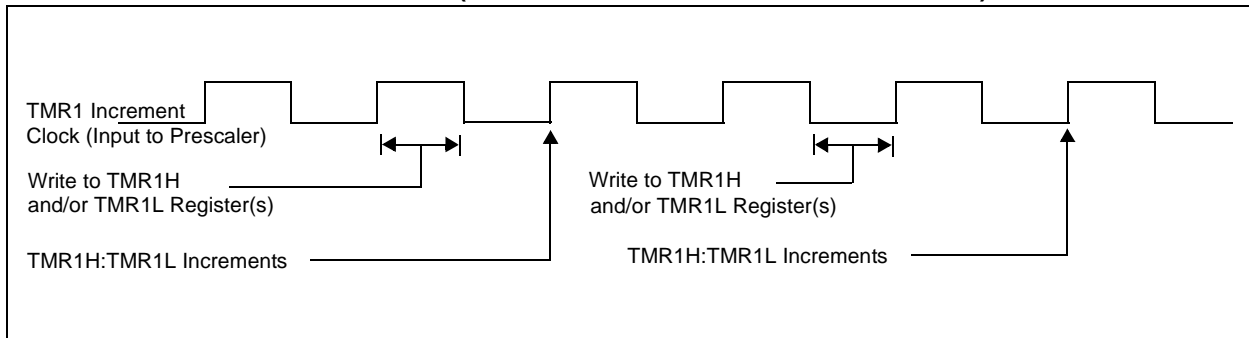 TMR1 Increment
Clock (Input to Prescaler)
Write to TMR1H
and/or TMR1L Register(s)
TMR1H:TMR1L Increments
Write to TMR1H
and/or TMR1L Register(s)
TMR1H:TMR1L Increments